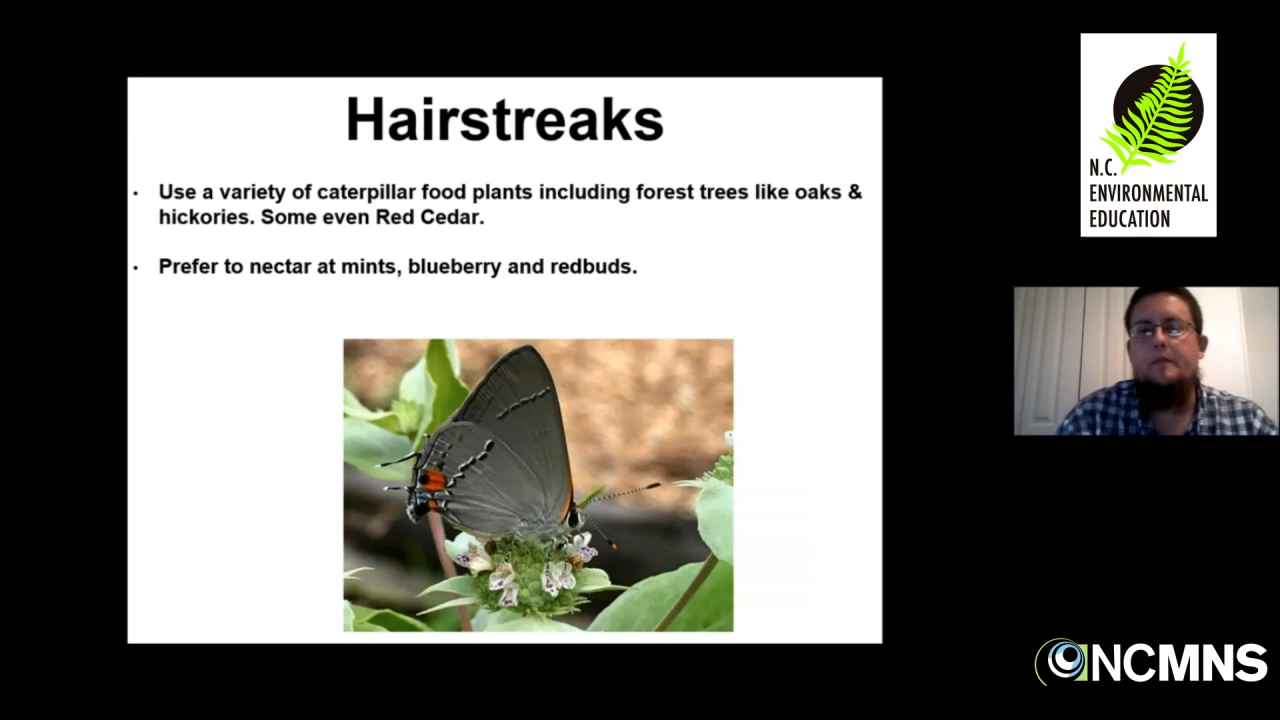 Hairstreaks
• Use a variety of caterpillar food plants including forest trees like oaks &
hickories. Some even Red Cedar.
• Prefer to nectar at mints, blueberry and redbuds.
N.C.
ENVIRONMENTAL
EDUCATION
NCMNS